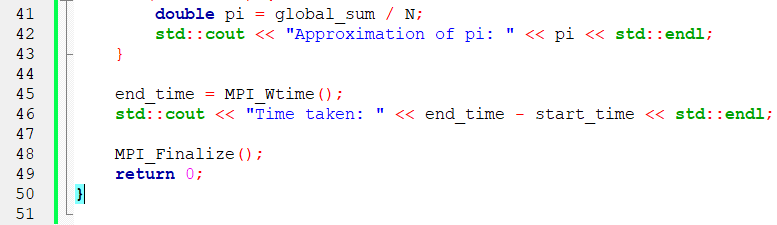 41 double pi = global_sum / N;
42 std::cout << "Approximation of pi: " << pi << std::endl;
43 }
44
45 end_time = MPI_Wtime();
46 std::cout << "Time taken: " << end_time - start_time << std::endl;
47
48 MPI_Finalize();
49 return 0;
50 }
51